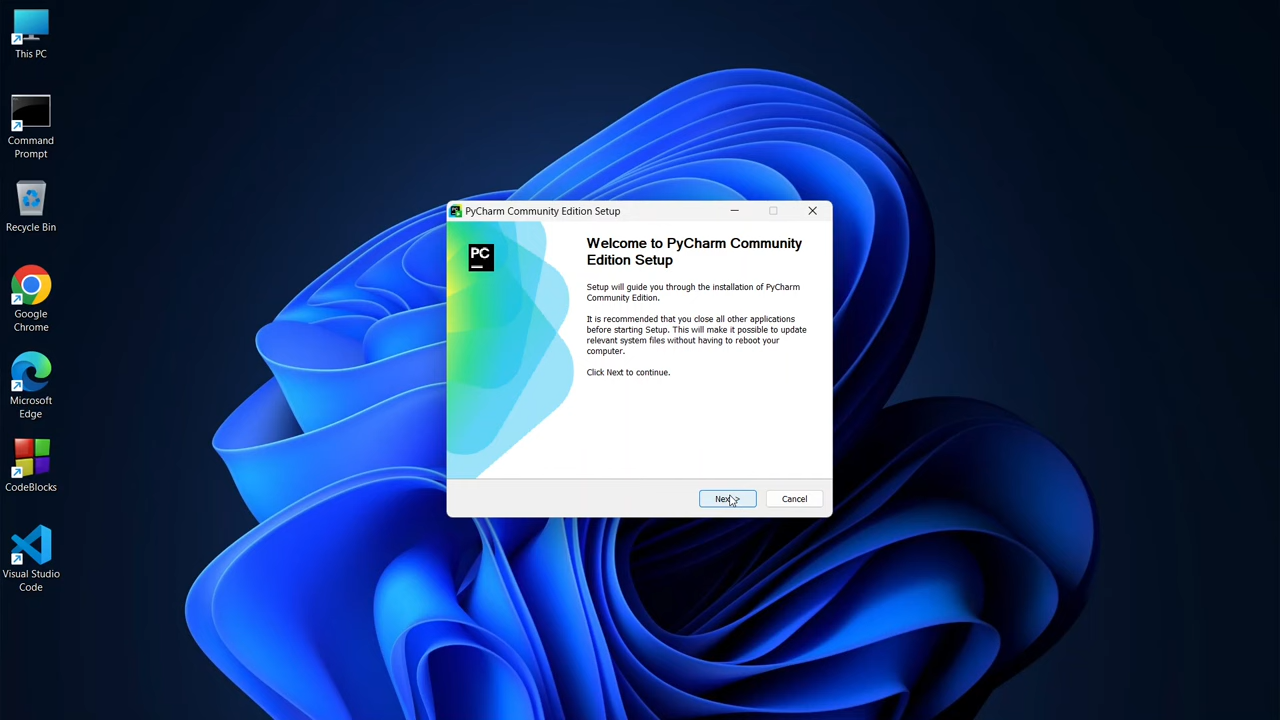 This PC
Command
Prompt
Recycle Bin
Google
Chrome
Microsoft
Edge
CodeBlocks
Visual Studio
Code
PyCharm Community Edition Setup
PC
Welcome to PyCharm Community
Edition Setup
Setup will guide you through the installation of PyCharm
Community Edition.
It is recommended that you close all other applications
before starting Setup. This will make it possible to update
relevant system files without having to reboot your
computer.
Click Next to continue.
Next >
Cancel